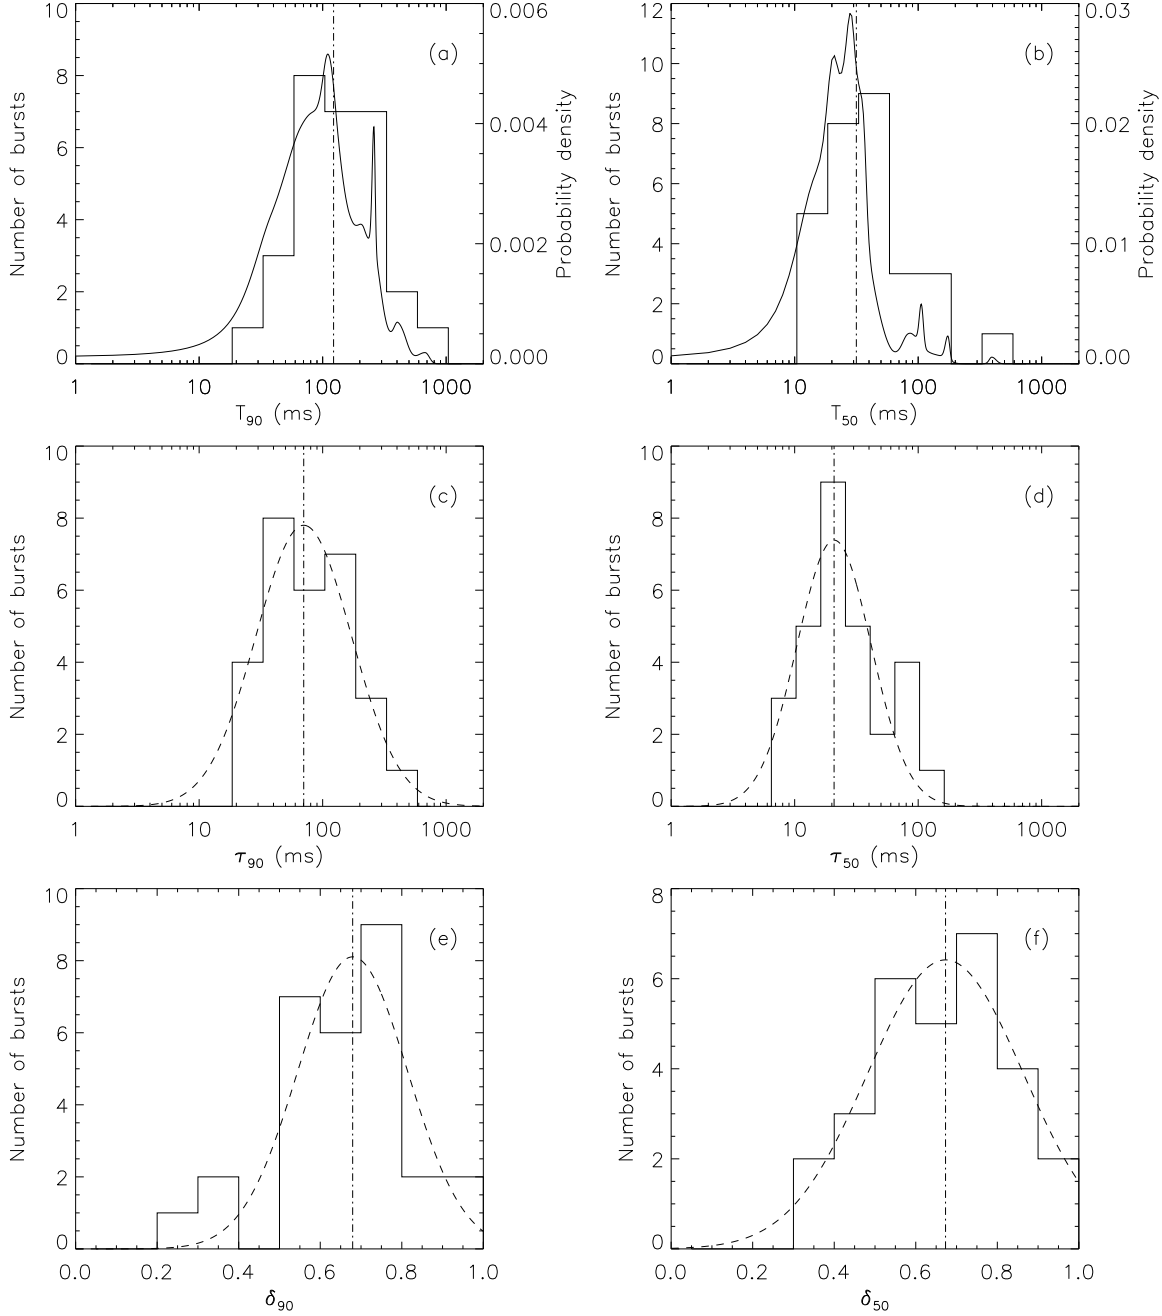 (a)
Number of bursts
0 2 4 6 8 10
Probability density
0.000 0.002 0.004 0.006
1 10 100 1000
T90 (ms)
(b)
Number of bursts
0 2 4 6 8 10 12
Probability density
0.00 0.01 0.02 0.03
1 10 100 1000
T50 (ms)
(c)
Number of bursts
0 2 4 6 8 10
1 10 100 1000
τ90 (ms)
(d)
Number of bursts
0 2 4 6 8 10
1 10 100 1000
τ50 (ms)
(e)
Number of bursts
0 2 4 6 8 10
0.0 0.2 0.4 0.6 0.8 1.0
δ90
(f)
Number of bursts
0 2 4 6 8
0.0 0.2 0.4 0.6 0.8 1.0
δ50